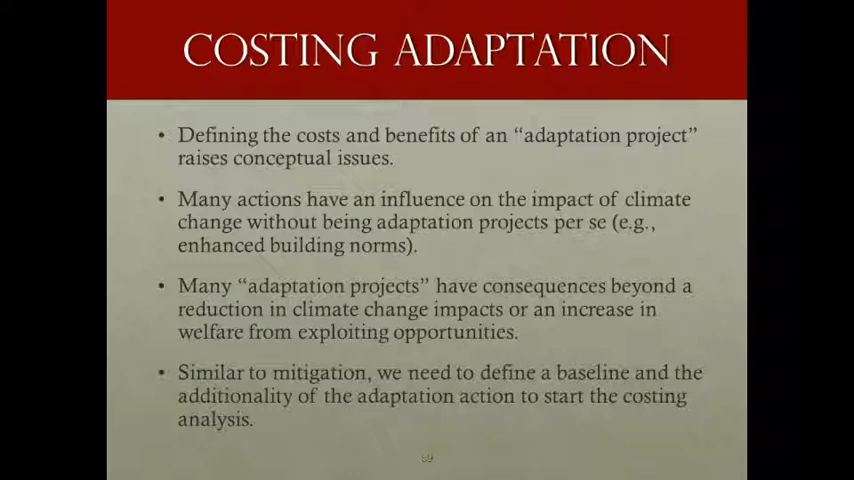 COSTING ADAPTATION
• Defining the costs and benefits of an “adaptation project”
raises conceptual issues.
• Many actions have an influence on the impact of climate
change without being adaptation projects per se (e.g.,
enhanced building norms).
• Many “adaptation projects” have consequences beyond a
reduction in climate change impacts or an increase in
welfare from exploiting opportunities.
• Similar to mitigation, we need to define a baseline and the
additionality of the adaptation action to start the costing
analysis.